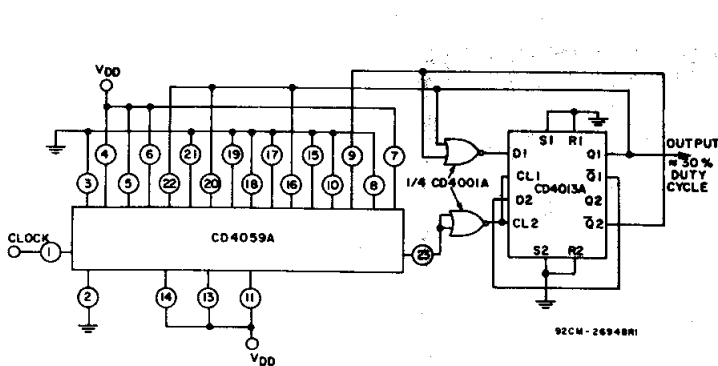 VDD
4 6 21 19 17 15 9 7
3 5 22 20 18 16 10 8
S1 R1
D1 Q1
OUTPUT
≈ 30 %
DUTY
CYCLE
1/4 CD4001A
CL1 Q̅1
CD4013A
D2 Q2
CL2 Q̅2
S2 R2
CLOCK
1
CD4059A
23
2 14 13 11
VDD
92CM-26948R1